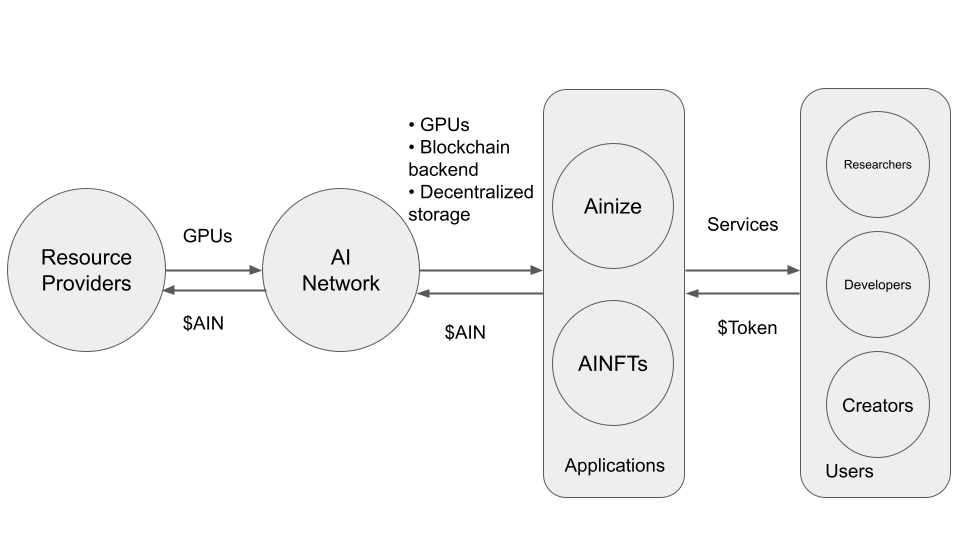 Resource
Providers
GPUs
$AIN
AI
Network
• GPUs
• Blockchain
backend
• Decentralized
storage
$AIN
Ainize
AINFTs
Applications
Services
$Token
Researchers
Developers
Creators
Users